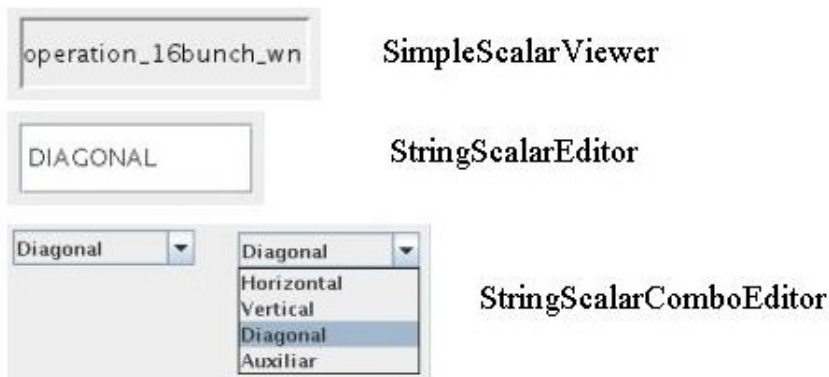 operation_16bunch_wn
SimpleScalarViewer
DIAGONAL
StringScalarEditor
Diagonal
Diagonal
Horizontal
Vertical
Diagonal
Auxiliar
StringScalarComboEditor